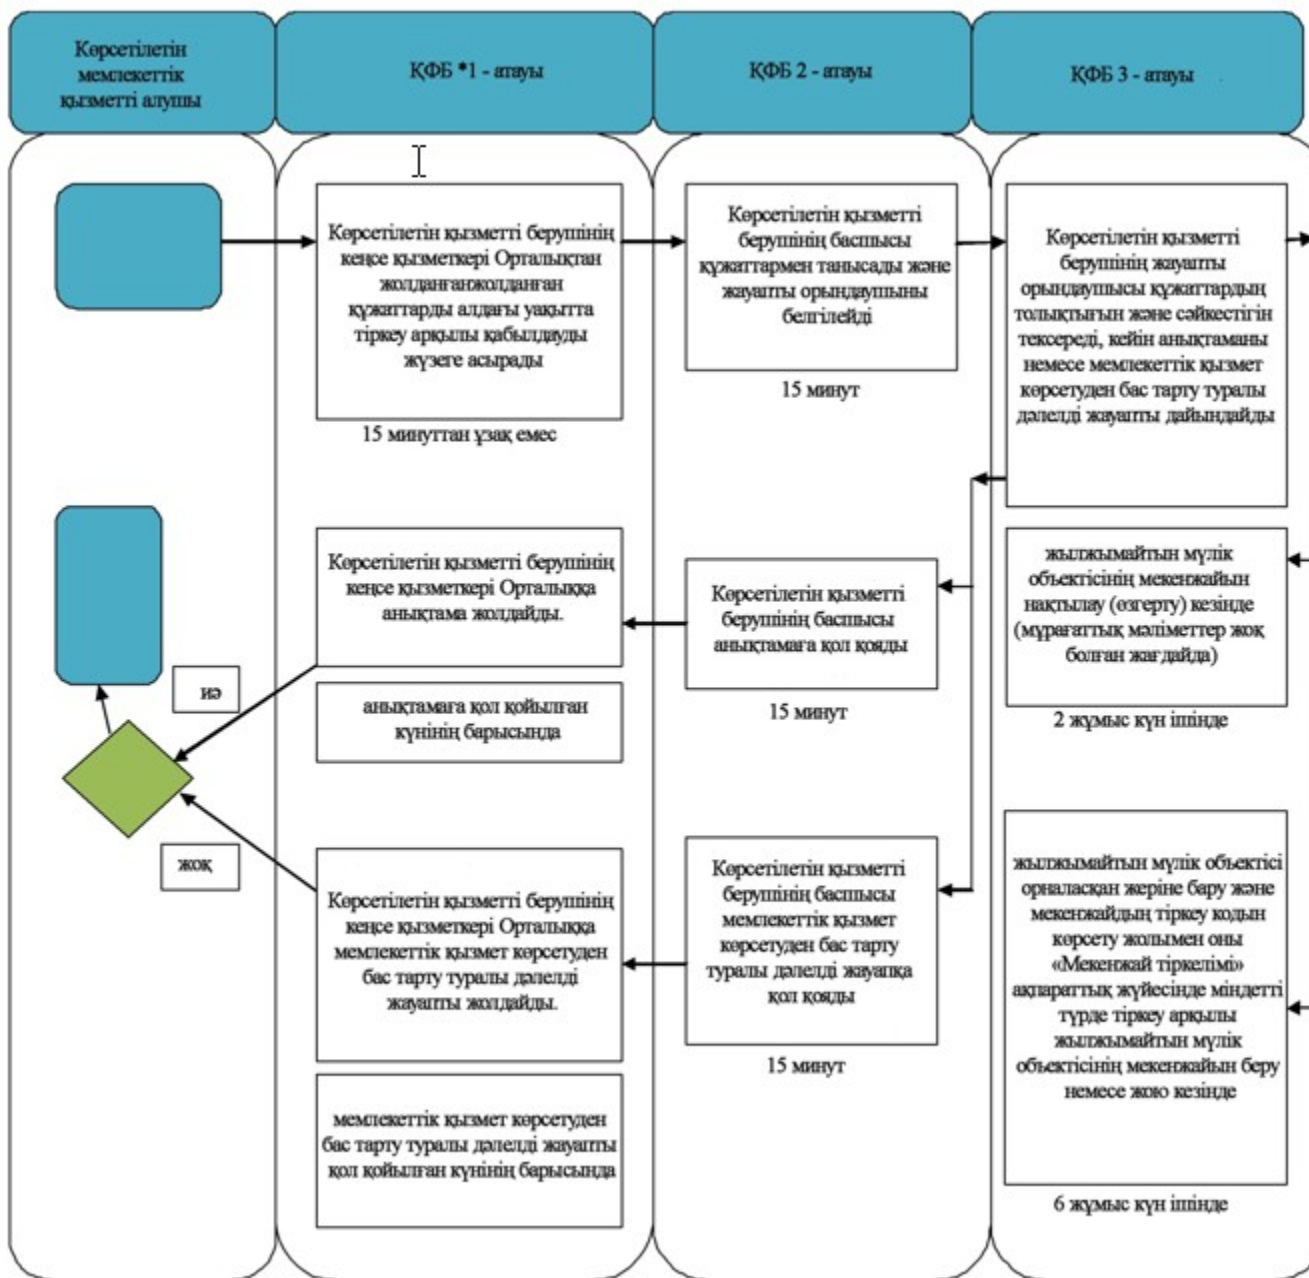 Көрсетілетін
мемлекеттік
қызметті алушы
ҚФБ *1 - атауы
ҚФБ 2 - атауы
ҚФБ 3 - атауы
Көрсетілетін қызметті берушінің
кеңсе қызметкері Орталықтан
жолданғанжолданған
құжаттарды алдағы уақытта
тіркеу арқылы қабылдауды
жүзеге асырады
15 минуттан ұзақ емес
Көрсетілетін қызметті
берушінің басшысы
құжаттармен танысады және
жауапты орындаушыны
белгілейді
15 минут
Көрсетілетін қызметті
берушінің жауапты
орындаушысы құжаттардың
толықтығын және сәйкестігін
тексереді, кейін анықтаманы
немесе мемлекеттік қызмет
көрсетуден бас тарту туралы
дәлелді жауапты дайындайды
Көрсетілетін қызметті берушінің
кеңсе қызметкері Орталыққа
анықтама жолдайды.
анықтамаға қол қойылған
күнінің барысында
Көрсетілетін қызметті
берушінің басшысы
анықтамаға қол қояды
15 минут
жылжымайтын мүлік
объектісінің мекенжайын
нақтылау (өзгерту) кезінде
(мұрағаттық мәліметтер жоқ
болған жағдайда)
2 жұмыс күн ішінде
иә
жоқ
Көрсетілетін қызметті берушінің
кеңсе қызметкері Орталыққа
мемлекеттік қызмет көрсетуден
бас тарту туралы дәлелді
жауапты жолдайды.
мемлекеттік қызмет көрсетуден
бас тарту туралы дәлелді жауапты
қол қойылған күнінің барысында
Көрсетілетін қызметті
берушінің басшысы
мемлекеттік қызмет
көрсетуден бас тарту
туралы дәлелді жауапқа
қол қояды
15 минут
жылжымайтын мүлік объектісі
орналасқан жеріне бару және
мекенжайдың тіркеу кодын
көрсету жолымен оны
«Мекенжай тіркелімі»
ақпараттық жүйесінде міндетті
түрде тіркеу арқылы
жылжымайтын мүлік
объектісінің мекенжайын беру
немесе жою кезінде
6 жұмыс күн ішінде